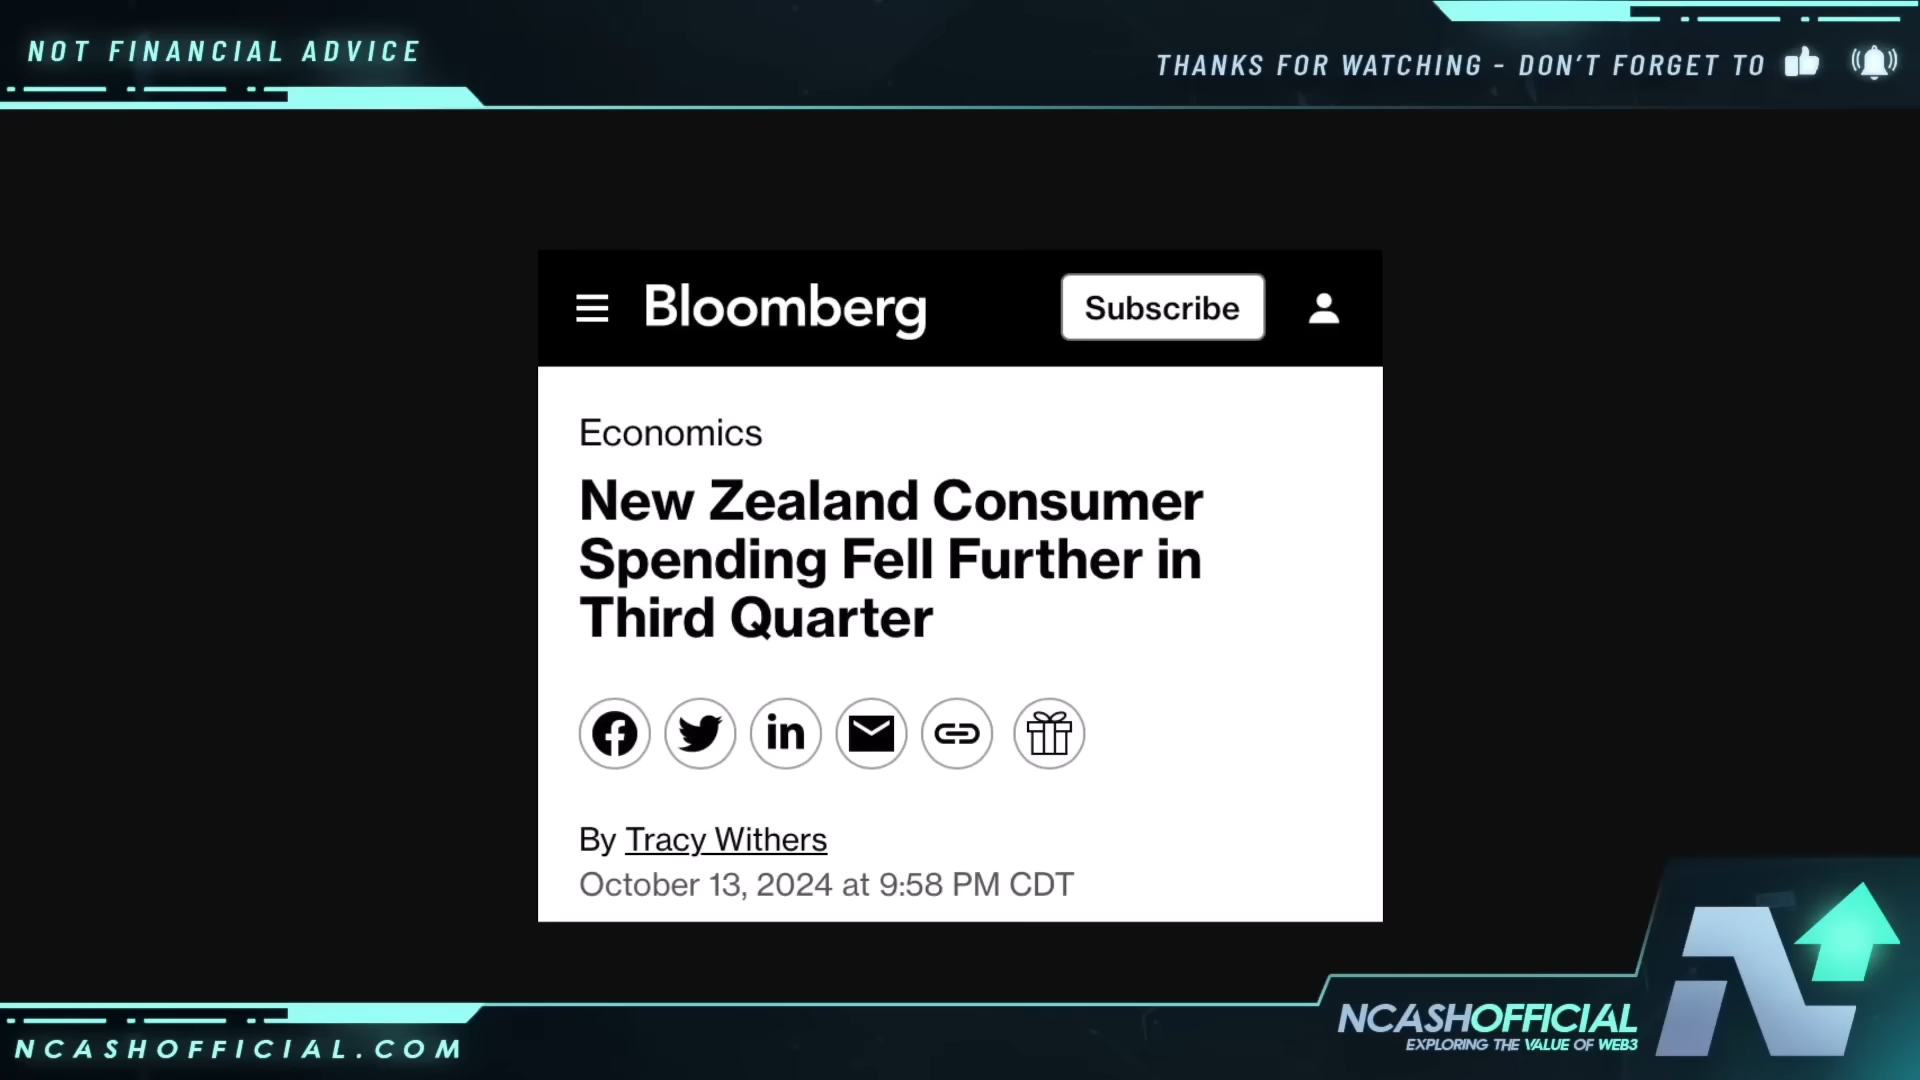 NOT FINANCIAL ADVICE
THANKS FOR WATCHING - DON'T FORGET TO
Bloomberg
Subscribe
Economics
New Zealand Consumer
Spending Fell Further in
Third Quarter
in
By Tracy Withers
October 13, 2024 at 9:58 PM CDT
NCASHOFFICIAL.COM
NCASHOFFICIAL
EXPLORING THE VALUE OF WEB3